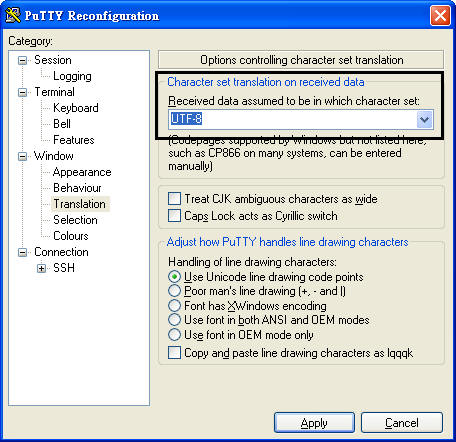 PuTTY Reconfiguration
Category:
Session
Logging
Terminal
Keyboard
Bell
Features
Window
Appearance
Behaviour
Translation
Selection
Colours
Connection
SSH
Options controlling character set translation
Character set translation on received data
Received data assumed to be in which character set:
UTF-8
(Codepages supported by Windows but not listed here,
such as CP866 on many systems, can be entered
manually)
Treat CJK ambiguous characters as wide
Caps Lock acts as Cyrillic switch
Adjust how PuTTY handles line drawing characters
Handling of line drawing characters:
Use Unicode line drawing code points
Poor man's line drawing (+, - and |)
Font has XWindows encoding
Use font in both ANSI and OEM modes
Use font in OEM mode only
Copy and paste line drawing characters as lqqqk
Apply
Cancel